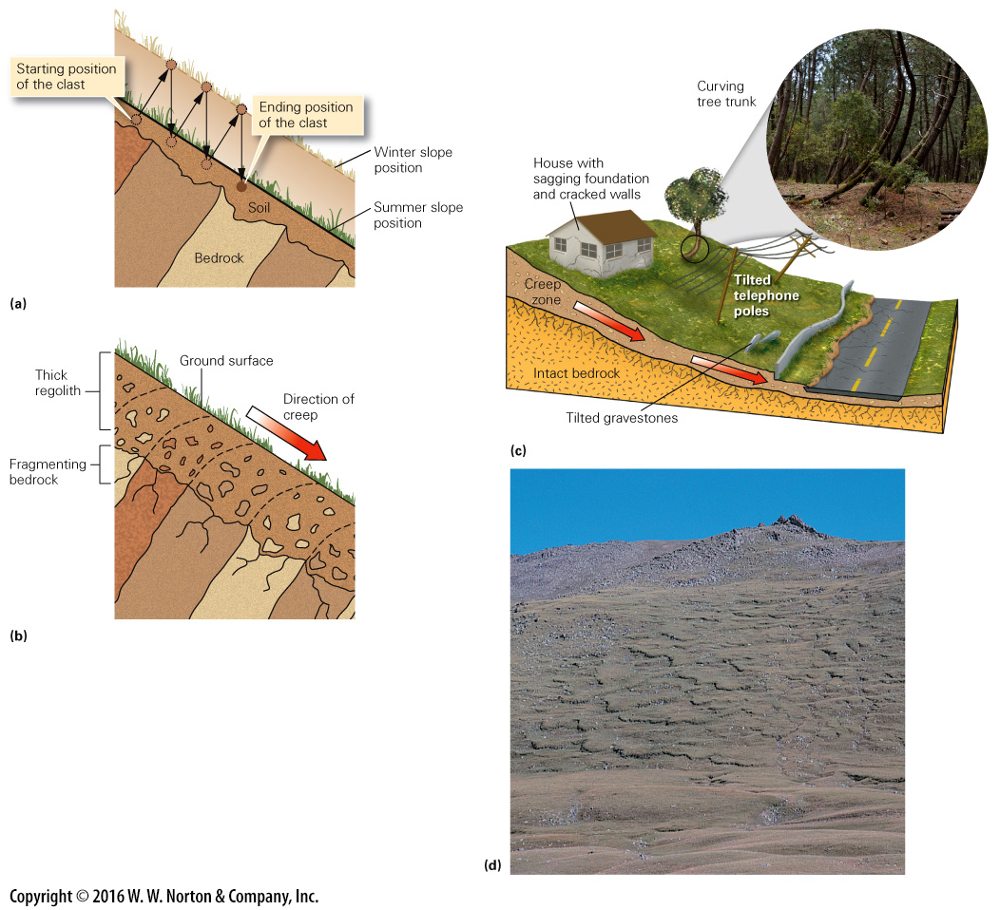 Starting position
of the clast
Ending position
of the clast
Winter slope
position
Summer slope
position
Soil
Bedrock
(a)
Thick
regolith
Ground surface
Direction of
creep
Fragmenting
bedrock
(b)
Curving
tree trunk
House with
sagging foundation
and cracked walls
Creep
zone
Tilted
telephone
poles
Intact bedrock
Tilted gravestones
(c)
(d)
Copyright © 2016 W. W. Norton & Company, Inc.